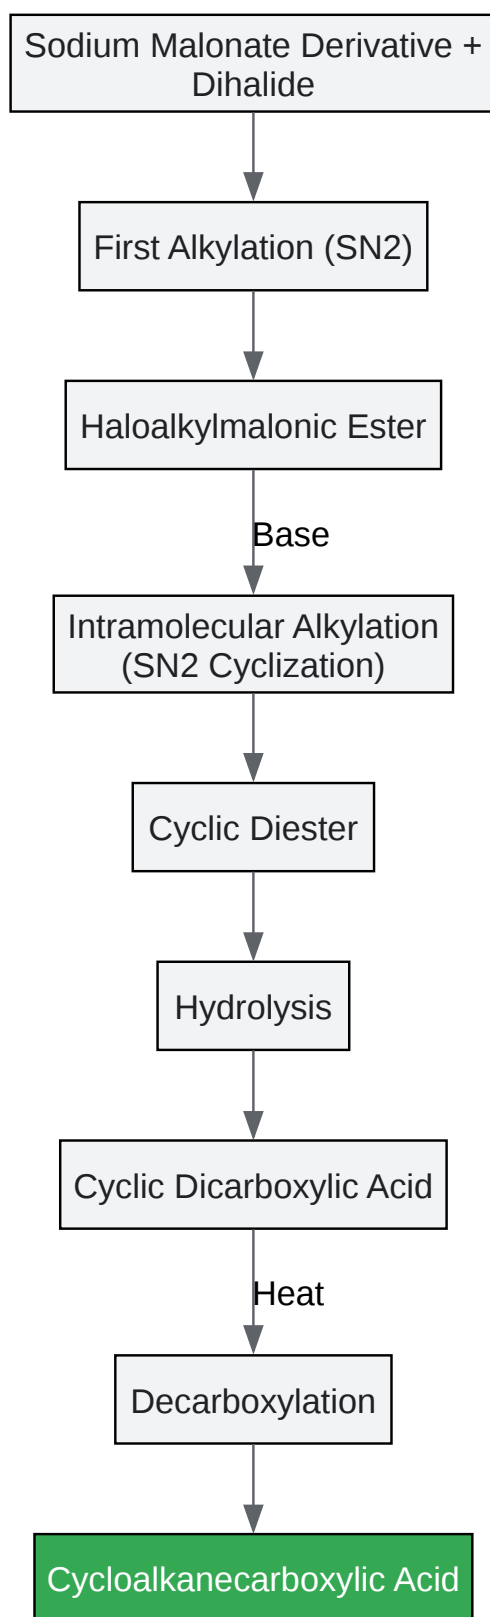 Sodium Malonate Derivative +
Dihalide
First Alkylation (SN2)
Haloalkylmalonic Ester
Base
Intramolecular Alkylation
(SN2 Cyclization)
Cyclic Diester
Hydrolysis
Cyclic Dicarboxylic Acid
Heat
Decarboxylation
Cycloalkanecarboxylic Acid